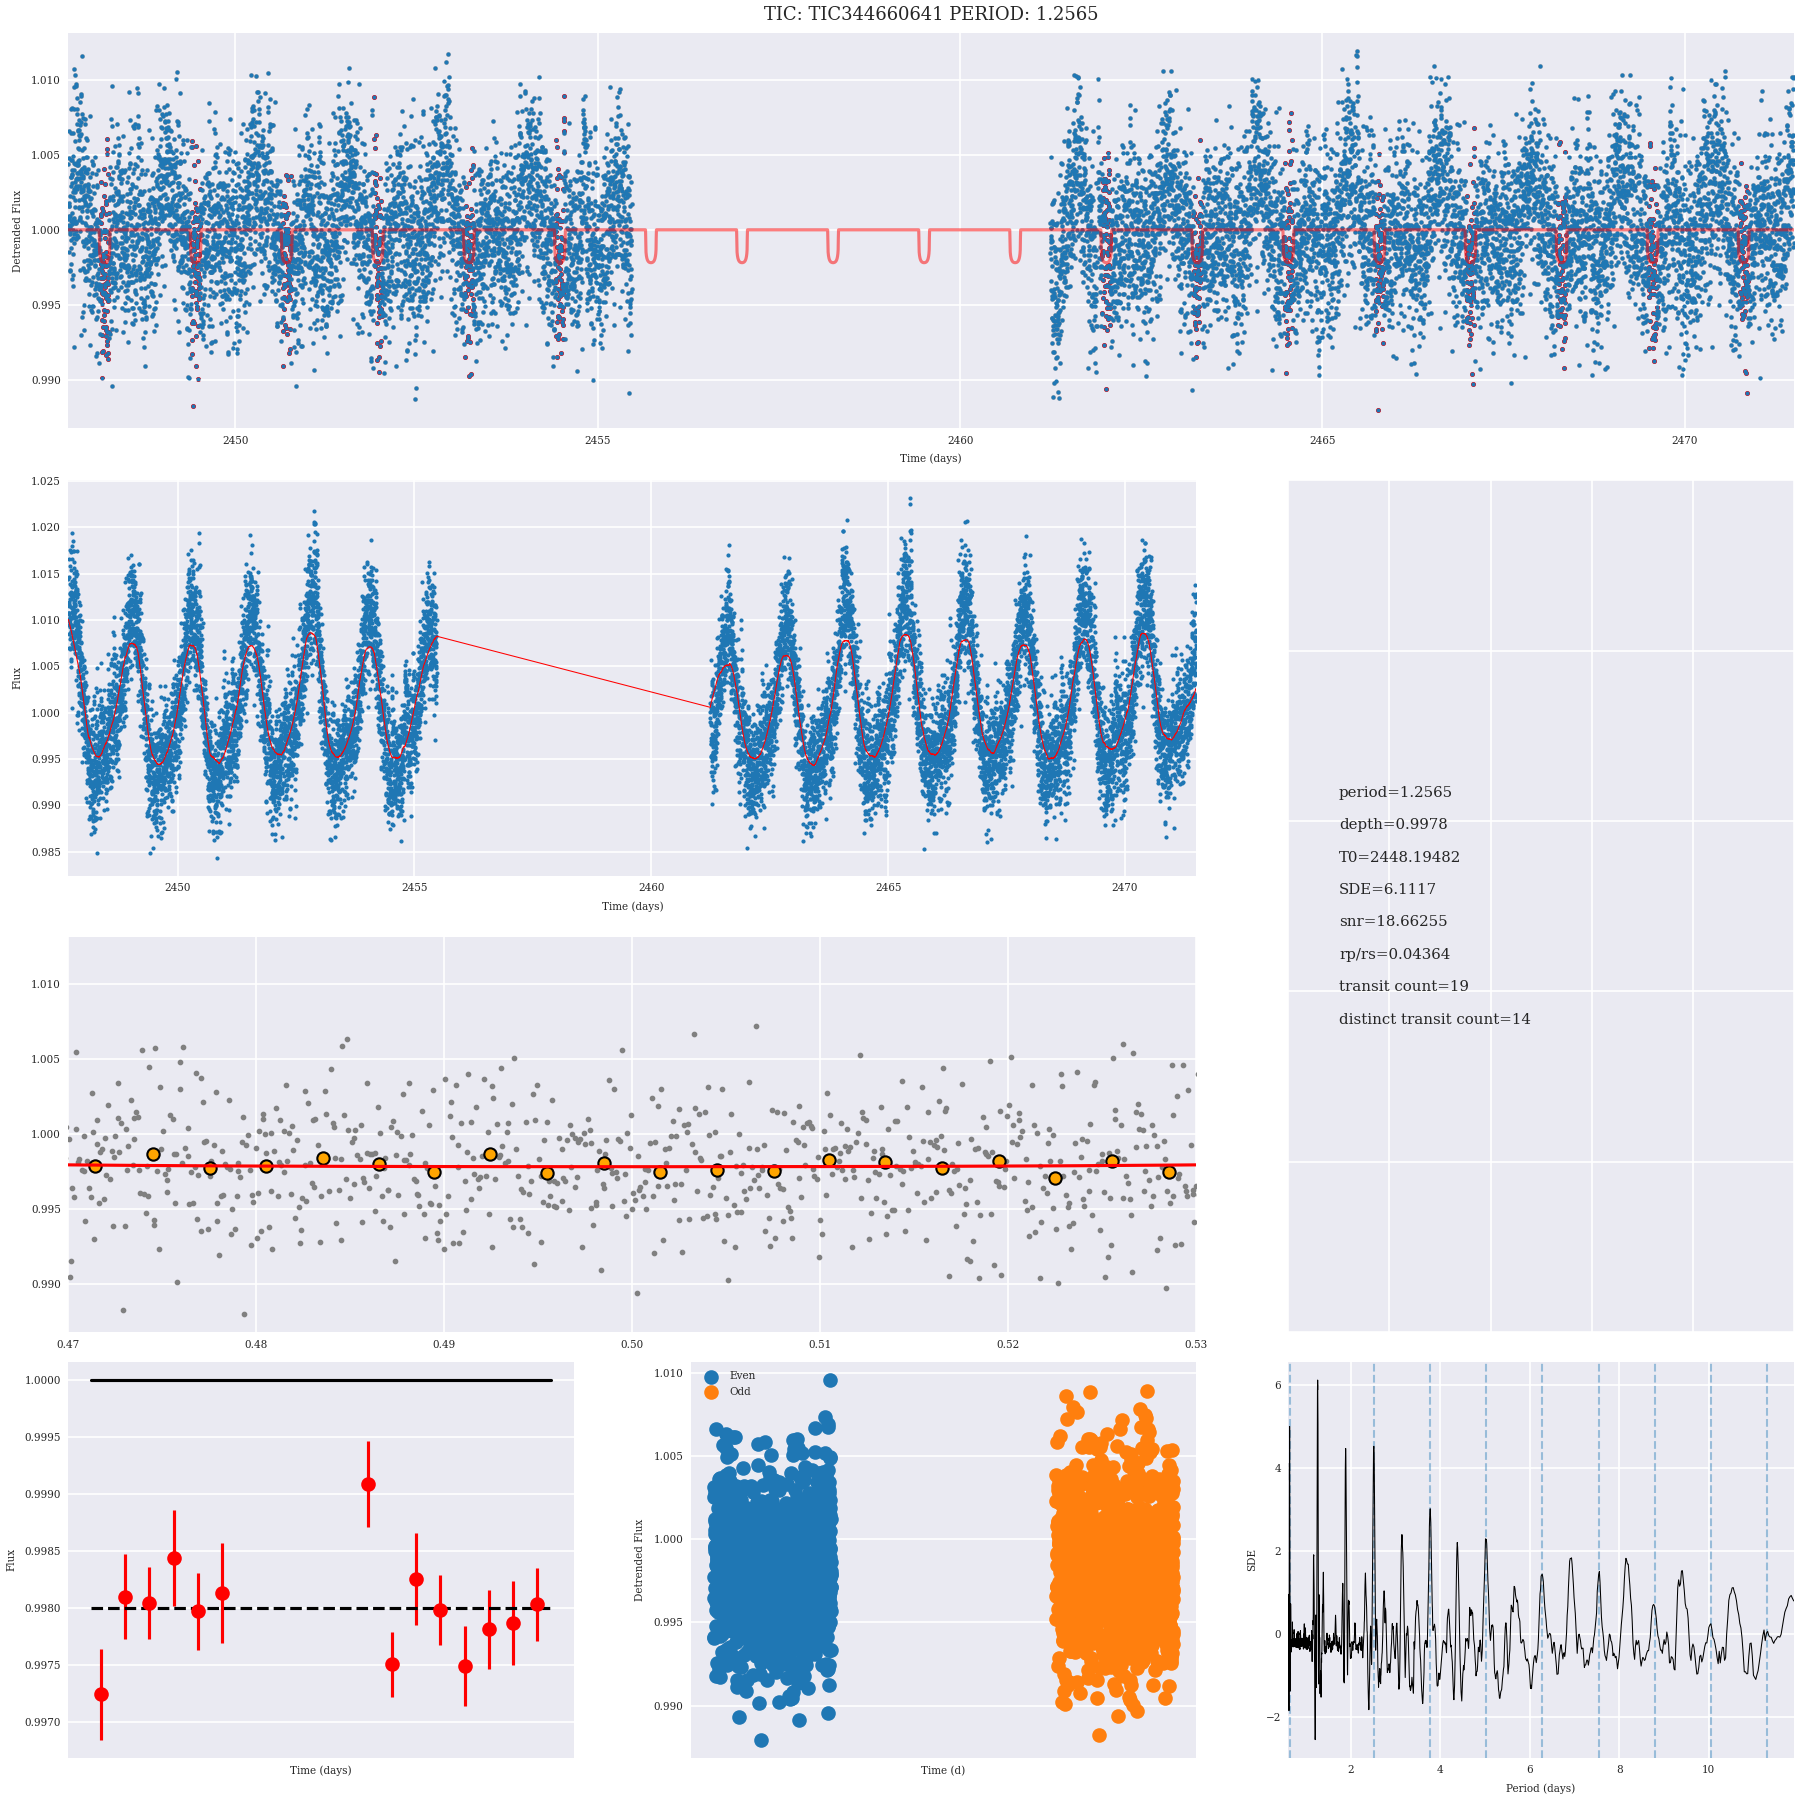 TIC: TIC344660641 PERIOD: 1.2565
1.010
1.005
1.000
0.995
0.990
Detrended Flux
2450 2455 2460 2465 2470
Time (days)
1.025
1.020
1.015
1.010
1.005
1.000
0.995
0.990
0.985
Flux
2450 2455 2460 2465 2470
Time (days)
period=1.2565
depth=0.9978
T0=2448.19482
SDE=6.1117
snr=18.66255
rp/rs=0.04364
transit count=19
distinct transit count=14
1.010
1.005
1.000
0.995
0.990
0.47 0.48 0.49 0.50 0.51 0.52 0.53
1.0000
0.9995
0.9990
0.9985
0.9980
0.9975
0.9970
Flux
Time (days)
1.010
1.005
1.000
0.995
0.990
Detrended Flux
Even
Odd
Time (d)
6
4
2
0
−2
SDE
2 4 6 8 10
Period (days)